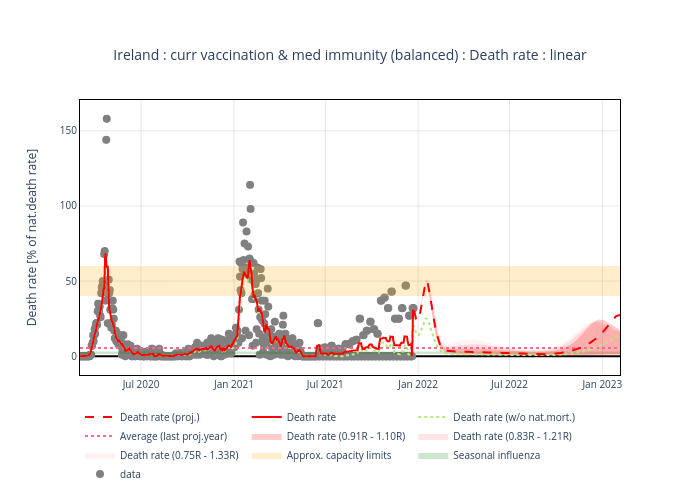 Ireland : curr vaccination & med immunity (balanced) : Death rate : linear
Death rate [% of nat.death rate]
150
100
50
0
Jul 2020
Jan 2021
Jul 2021
Jan 2022
Jul 2022
Jan 2023
Death rate (proj.)
Death rate
Death rate (w/o nat.mort.)
Average (last proj.year)
Death rate (0.91R - 1.10R)
Death rate (0.83R - 1.21R)
Death rate (0.75R - 1.33R)
Approx. capacity limits
Seasonal influenza
data